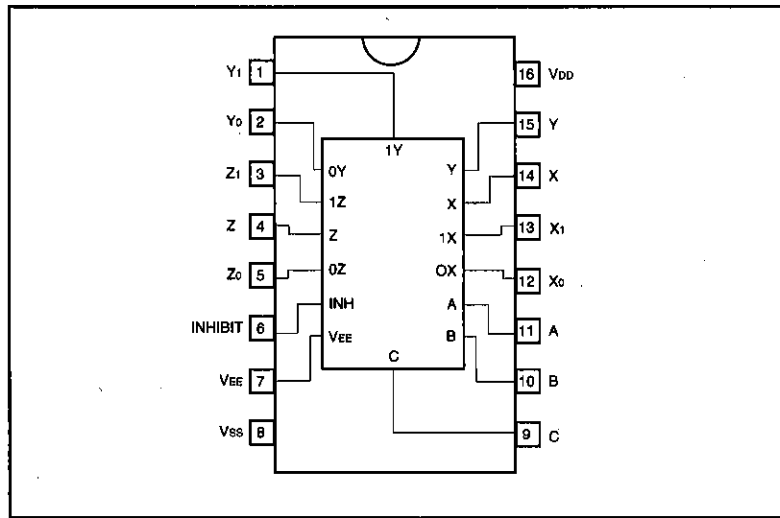 Y1 1 16 VDD
Y0 2 15 Y
1Y
Z1 3 0Y Y 14 X
1Z X
Z 4 Z 1X 13 X1
Z0 5 0Z OX 12 X0
INHIBIT 6 INH A 11 A
VEE 7 VEE B 10 B
C
VSS 8 9 C